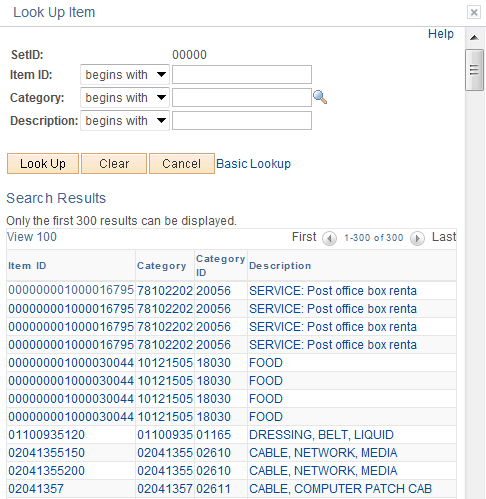 Look Up Item
Help
SetID: 00000
Item ID: begins with
Category: begins with
Description: begins with
Look Up Clear Cancel Basic Lookup
Search Results
Only the first 300 results can be displayed.
View 100 First 1-300 of 300 Last
Item ID Category Category ID Description
000000001000016795 78102202 20056 SERVICE: Post office box renta
000000001000016795 78102202 20056 SERVICE: Post office box renta
000000001000016795 78102202 20056 SERVICE: Post office box renta
000000001000016795 78102202 20056 SERVICE: Post office box renta
000000001000030044 10121505 18030 FOOD
000000001000030044 10121505 18030 FOOD
000000001000030044 10121505 18030 FOOD
000000001000030044 10121505 18030 FOOD
01100935120 01100935 01165 DRESSING, BELT, LIQUID
02041355150 02041355 02610 CABLE, NETWORK, MEDIA
02041355200 02041355 02610 CABLE, NETWORK, MEDIA
02041357 02041357 02611 CABLE, COMPUTER PATCH CAB